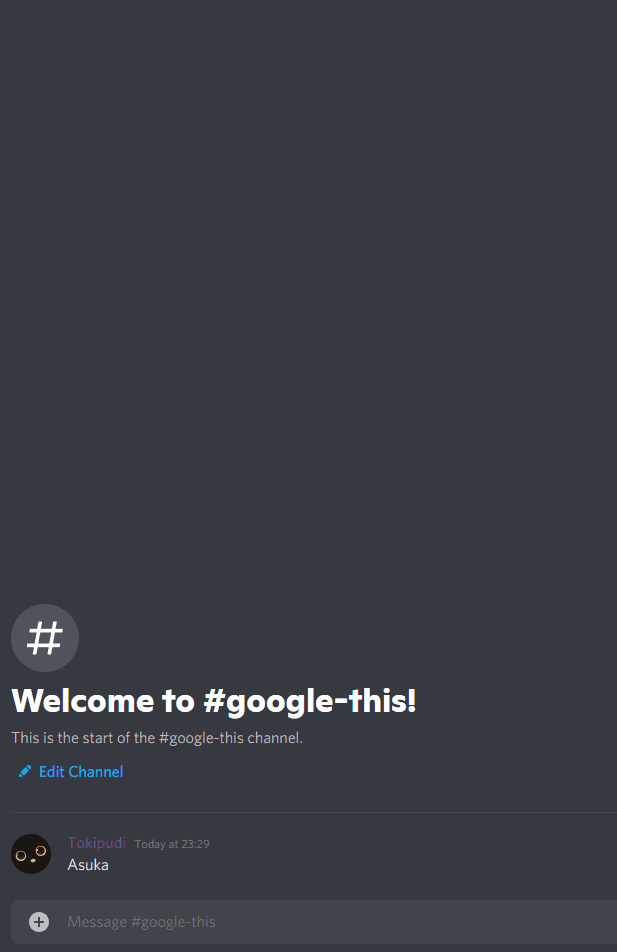 #
Welcome to #google-this!
This is the start of the #google-this channel.
Edit Channel
Tokipudi Today at 23:29
Asuka
Message #google-this